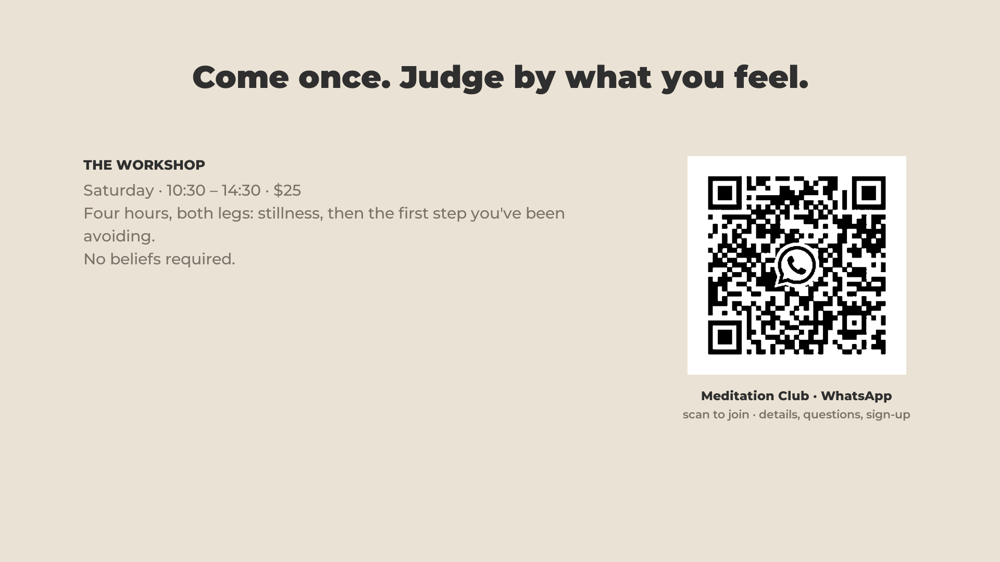 Come once. Judge by what you feel.
THE WORKSHOP
Saturday · 10:30 – 14:30 · $25
Four hours, both legs: stillness, then the first step you've been
avoiding.
No beliefs required.
Meditation Club · WhatsApp
scan to join · details, questions, sign-up